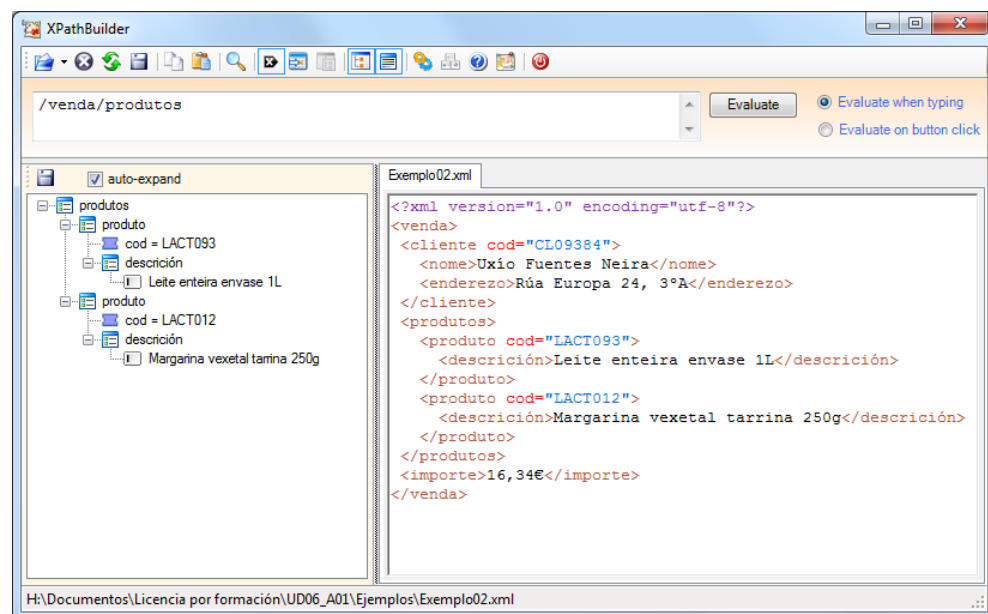 XPathBuilder
/venda/produtos
Evaluate
Evaluate when typing
Evaluate on button click
auto-expand
produtos
produto
cod = LACT093
descrición
Leite enteira envase 1L
produto
cod = LACT012
descrición
Margarina vexetal tarrina 250g
Exemplo02.xml
<?xml version="1.0" encoding="utf-8"?>
<venda>
<cliente cod="CL09384">
<nome>Uxío Fuentes Neira</nome>
<enderezo>Rúa Europa 24, 3ºA</enderezo>
</cliente>
<produtos>
<produto cod="LACT093">
<descrición>Leite enteira envase 1L</descrición>
</produto>
<produto cod="LACT012">
<descrición>Margarina vexetal tarrina 250g</descrición>
</produto>
</produtos>
<importe>16,34€</importe>
</venda>
H:\Documentos\Licencia por formación\UD06_A01\Ejemplos\Exemplo02.xml